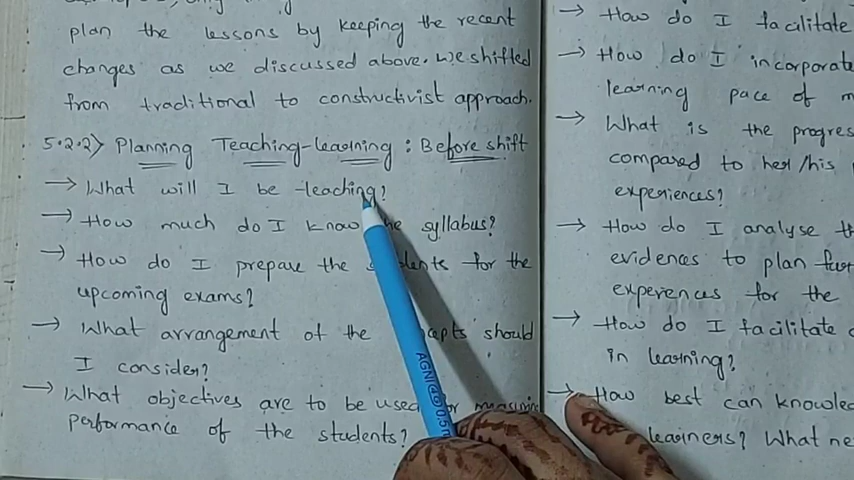 plan the lessons by keeping the recent
changes as we discussed above. We shifted
from traditional to constructivist approach.
5.2.2> Planning Teaching-learning : Before shift
→ What will I be teaching?
→ How much do I know the syllabus?
→ How do I prepare the students for the
upcoming exams?
→ What arrangement of the should
I consider?
→ What objectives are to be used
performance of the students?
→ How do I facilitate
→ How do I incorporate
learning pace of
→ What is the
compared to her/his
experiences?
→ How do I analyse
evidences to plan
experiences for the
→ How do I facilitate
in learning?
→ How best can
learners? What
AGNI 0.5